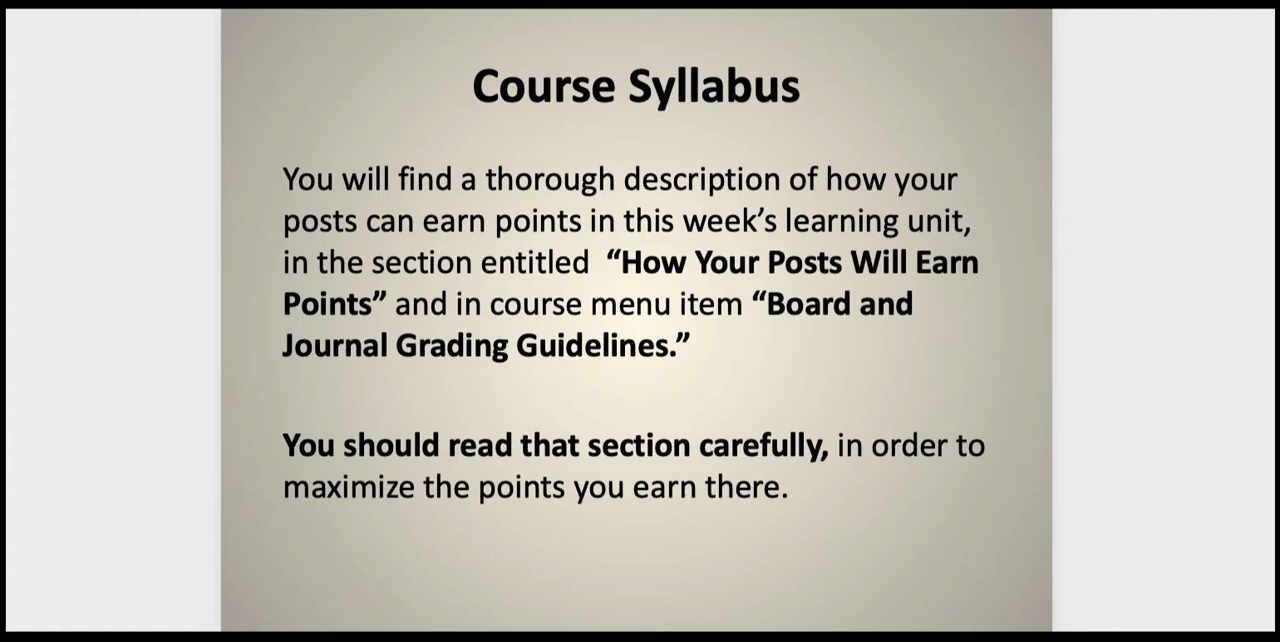 Course Syllabus
You will find a thorough description of how your
posts can earn points in this week’s learning unit,
in the section entitled “How Your Posts Will Earn
Points” and in course menu item “Board and
Journal Grading Guidelines.”
You should read that section carefully, in order to
maximize the points you earn there.